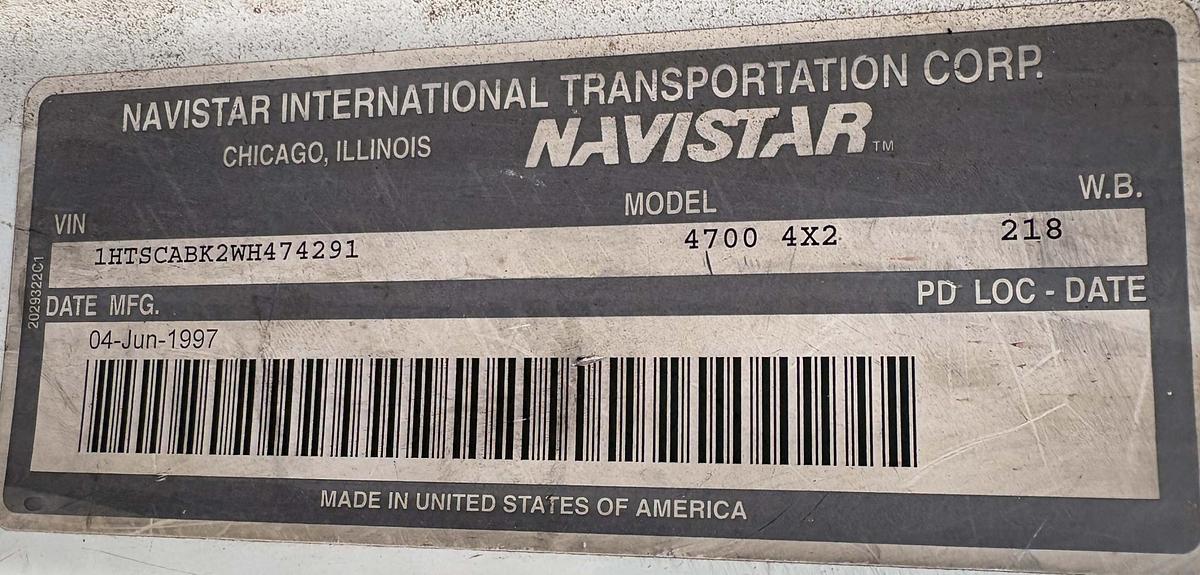 NAVISTAR INTERNATIONAL TRANSPORTATION CORP.
CHICAGO, ILLINOIS NAVISTAR™
VIN MODEL W.B.
1HTSCABK2WH474291 4700 4X2 218
2029322C1
DATE MFG. PD LOC - DATE
04-Jun-1997
MADE IN UNITED STATES OF AMERICA